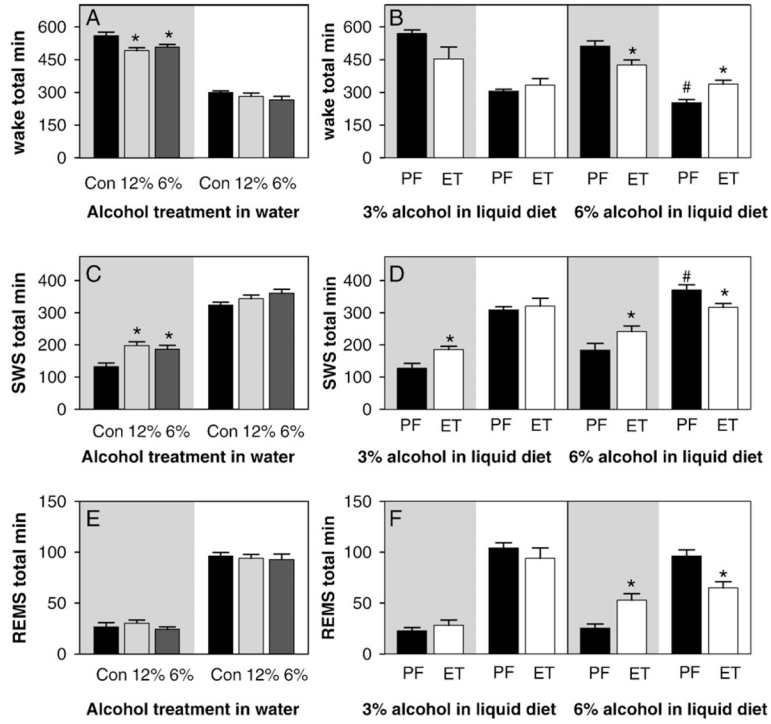 A
wake total min
600
450
300
150
0
* *
Con 12% 6% Con 12% 6%
Alcohol treatment in water
B
wake total min
600
450
300
150
0
* # *
PF ET PF ET PF ET PF ET
3% alcohol in liquid diet 6% alcohol in liquid diet
C
SWS total min
400
300
200
100
0
* *
Con 12% 6% Con 12% 6%
Alcohol treatment in water
D
SWS total min
400
300
200
100
0
* * # *
PF ET PF ET PF ET PF ET
3% alcohol in liquid diet 6% alcohol in liquid diet
E
REMS total min
150
100
50
0
Con 12% 6% Con 12% 6%
Alcohol treatment in water
F
REMS total min
150
100
50
0
* *
PF ET PF ET PF ET PF ET
3% alcohol in liquid diet 6% alcohol in liquid diet